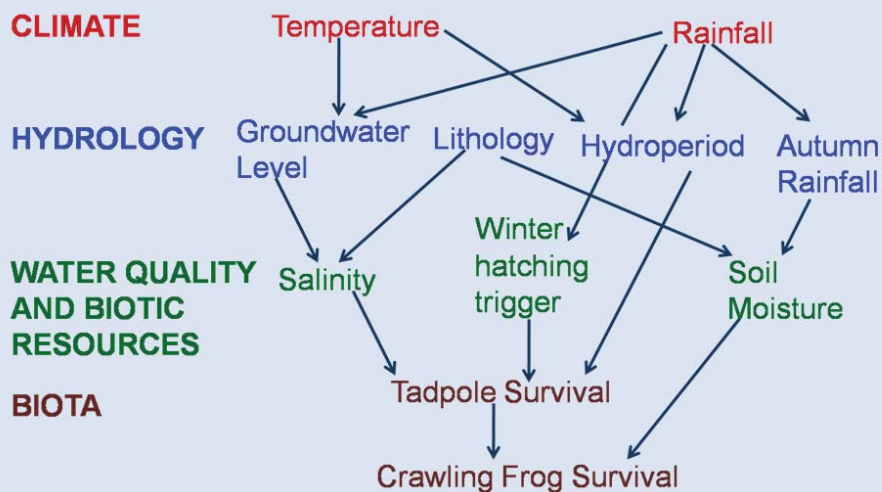 CLIMATE
Temperature
Rainfall
HYDROLOGY
Groundwater
Level
Lithology
Hydroperiod
Autumn
Rainfall
WATER QUALITY
AND BIOTIC
RESOURCES
Salinity
Winter
hatching
trigger
Soil
Moisture
BIOTA
Tadpole Survival
Crawling Frog Survival